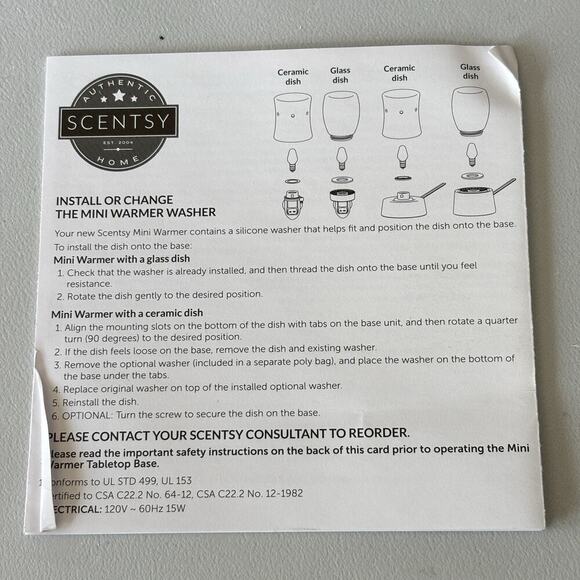 Ceramic dish
Glass dish
Ceramic dish
Glass dish
AUTHENTIC
SCENTSY
EST. 2004
HOME
INSTALL OR CHANGE
THE MINI WARMER WASHER
Your new Scentsy Mini Warmer contains a silicone washer that helps fit and position the dish onto the base.
To install the dish onto the base:
Mini Warmer with a glass dish
1. Check that the washer is already installed, and then thread the dish onto the base until you feel
resistance.
2. Rotate the dish gently to the desired position.
Mini Warmer with a ceramic dish
1. Align the mounting slots on the bottom of the dish with tabs on the base unit, and then rotate a quarter
turn (90 degrees) to the desired position.
2. If the dish feels loose on the base, remove the dish and existing washer.
3. Remove the optional washer (included in a separate poly bag), and place the washer on the bottom of
the base under the tabs.
4. Replace original washer on top of the installed optional washer.
5. Reinstall the dish.
6. OPTIONAL: Turn the screw to secure the dish on the base.
PLEASE CONTACT YOUR SCENTSY CONSULTANT TO REORDER.
Please read the important safety instructions on the back of this card prior to operating the Mini
Warmer Tabletop Base.
onforms to UL STD 499, UL 153
ertified to CSA C22.2 No. 64-12, CSA C22.2 No. 12-1982
ECTRICAL: 120V ~ 60Hz 15W